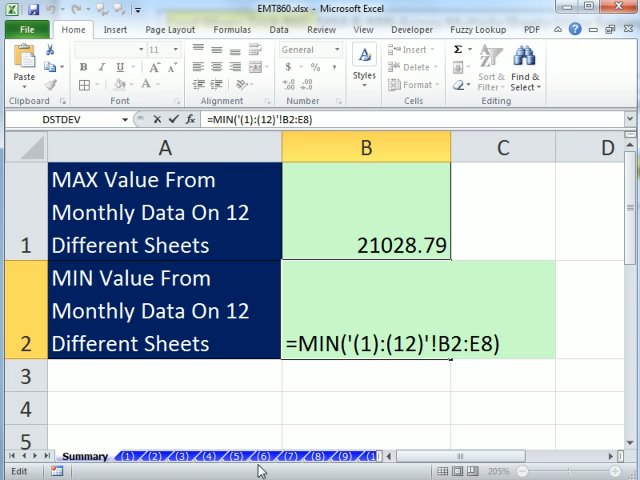 EMT860.xlsx - Microsoft Excel
File Home Insert Page Layout Formulas Data Review View Developer Fuzzy Lookup PDF
Paste
B I U
11
A A
$ % ,
Styles
Insert
Delete
Format
Σ
Sort & Filter
Find & Select
Clipboard Font Alignment Number Cells Editing
DSTDEV =MIN('(1):(12)'!B2:E8)
A B C D
MAX Value From
Monthly Data On 12
1 Different Sheets 21028.79
MIN Value From
Monthly Data On 12
2 Different Sheets =MIN('(1):(12)'!B2:E8)
3
4
5
Summary (1) (2) (3) (4) (5) (6) (7) (8) (9) (1
Edit 205%